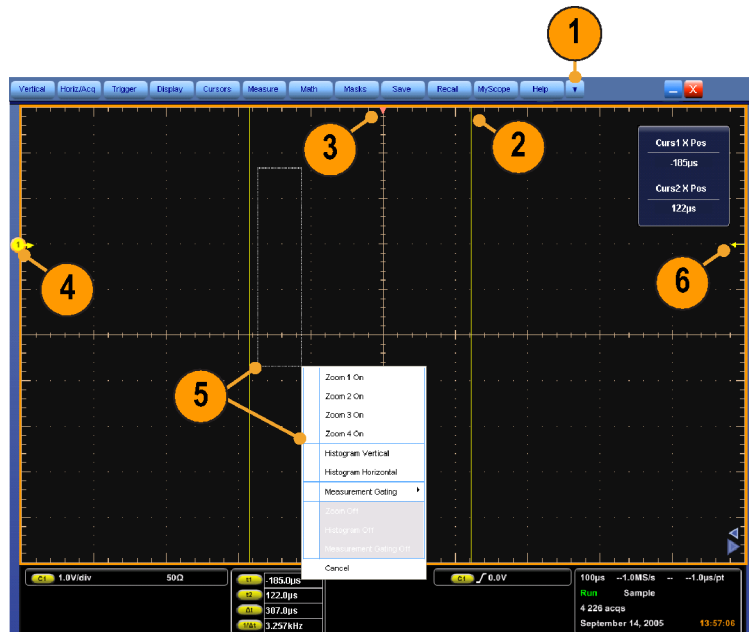 1
Vertical Horiz/Acq Trigger Display Cursors Measure Math Masks Save Recall MyScope Help
X
3
2
Curs1 X Pos
-185µs
Curs2 X Pos
122µs
1
4
6
5
Zoom 1 On
Zoom 2 On
Zoom 3 On
Zoom 4 On
Histogram Vertical
Histogram Horizontal
Measurement Gating
Zoom Off
Histogram Off
Measurement Gating Off
Cancel
C1 1.0V/div 50Ω
t1 -185.0µs
t2 122.0µs
Δt 307.0µs
1/Δt 3.257kHz
C1 0.0V
100µs --1.0MS/s -- --1.0µs/pt
Run Sample
4 226 acqs
September 14, 2005 13:57:06